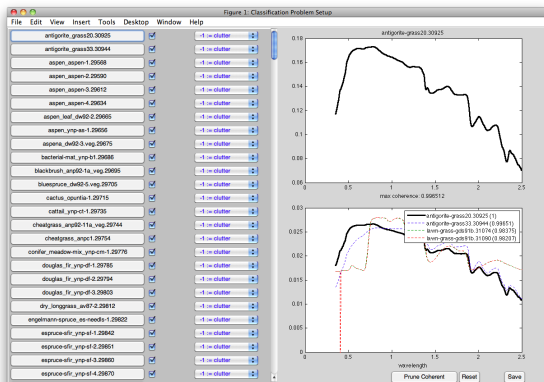 Figure 1: Classification Problem Setup
File Edit View Insert Tools Desktop Window Help
antigorite_grass20.30925 -1 := clutter
antigorite_grass33.30944 -1 := clutter
aspen_aspen-1.29568 -1 := clutter
aspen_aspen-2.29590 -1 := clutter
aspen_aspen-3.29612 -1 := clutter
aspen_aspen-4.29634 -1 := clutter
aspen_leaf_dw92-2.29665 -1 := clutter
aspen_ynp-as-1.29656 -1 := clutter
aspena_dw92-3.veg.29675 -1 := clutter
bacterial-mat_ynp-b1.29686 -1 := clutter
blackbrush_anp92-1a_veg.29695 -1 := clutter
bluespruce_dw92-5.veg.29705 -1 := clutter
cactus_opuntia-1.29715 -1 := clutter
cattail_ynp-ct-1.29735 -1 := clutter
cheatgrass_anp92-11a_veg.29744 -1 := clutter
cheatgrass_anpc1.29754 -1 := clutter
conifer_meadow-mix_ynp-cm-1.29776 -1 := clutter
douglas_fir_ynp-df-1.29785 -1 := clutter
douglas_fir_ynp-df-2.29794 -1 := clutter
douglas_fir_ynp-df-3.29803 -1 := clutter
dry_longgrass_av87-2.29812 -1 := clutter
engelmann-spruce_es-needls-1.29822 -1 := clutter
espruce-sfir_ynp-sf-1.29842 -1 := clutter
espruce-sfir_ynp-sf-2.29851 -1 := clutter
espruce-sfir_ynp-sf-3.29860 -1 := clutter
espruce-sfir_ynp-sf-4.29870 -1 := clutter
antigorite-grass20.30925
0.18
0.16
0.14
0.12
0.1
0.08
0.06
0 0.5 1 1.5 2 2.5
max coherence: 0.996512
0.03
0.025
0.02
0.015
0.01
0.005
0
antigorite-grass20.30925 (1)
antigorite-grass33.30944 (0.99651)
lawn-grass-gds91b.31074 (0.98375)
lawn-grass-gds91b.31090 (0.98207)
0 0.5 1 1.5 2 2.5
wavelength
Prune Coherent Reset Save